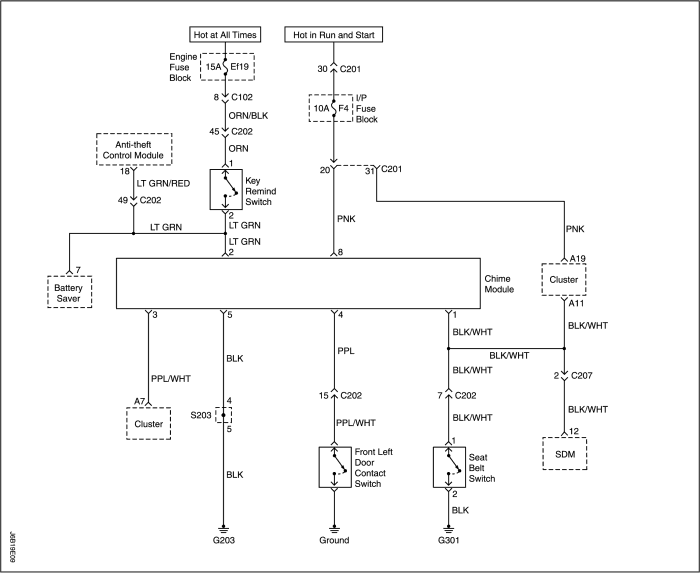 Hot at All Times
Hot in Run and Start
Engine
Fuse
Block
15A Ef19
30 C201
8 C102
10A F4
I/P
Fuse
Block
ORN/BLK
45 C202
Anti-theft
Control Module
ORN
18
1
20
31 C201
LT GRN/RED
Key
Remind
Switch
49 C202
2
PNK
LT GRN
LT GRN
PNK
LT GRN
2
8
A19
7
Cluster
Battery
Saver
Chime
Module
A11
3
5
4
1
BLK/WHT
BLK/WHT
BLK
PPL
BLK/WHT
BLK/WHT
PPL/WHT
2 C207
A7
4
15 C202
7 C202
Cluster
S203
BLK/WHT
5
PPL/WHT
BLK/WHT
12
1
Front Left
Door
Contact
Switch
Seat
Belt
Switch
SDM
BLK
2
BLK
G203
Ground
G301
J6B19E09